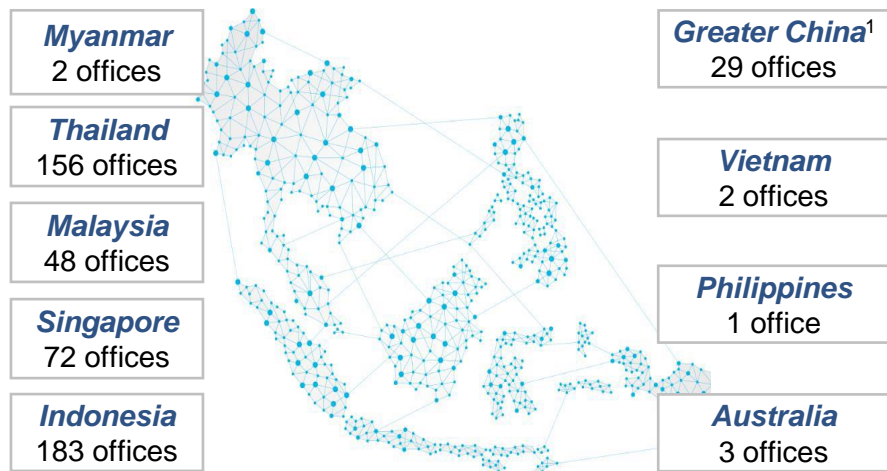 Myanmar
2 offices
Thailand
156 offices
Malaysia
48 offices
Singapore
72 offices
Indonesia
183 offices
Greater China¹
29 offices
Vietnam
2 offices
Philippines
1 office
Australia
3 offices